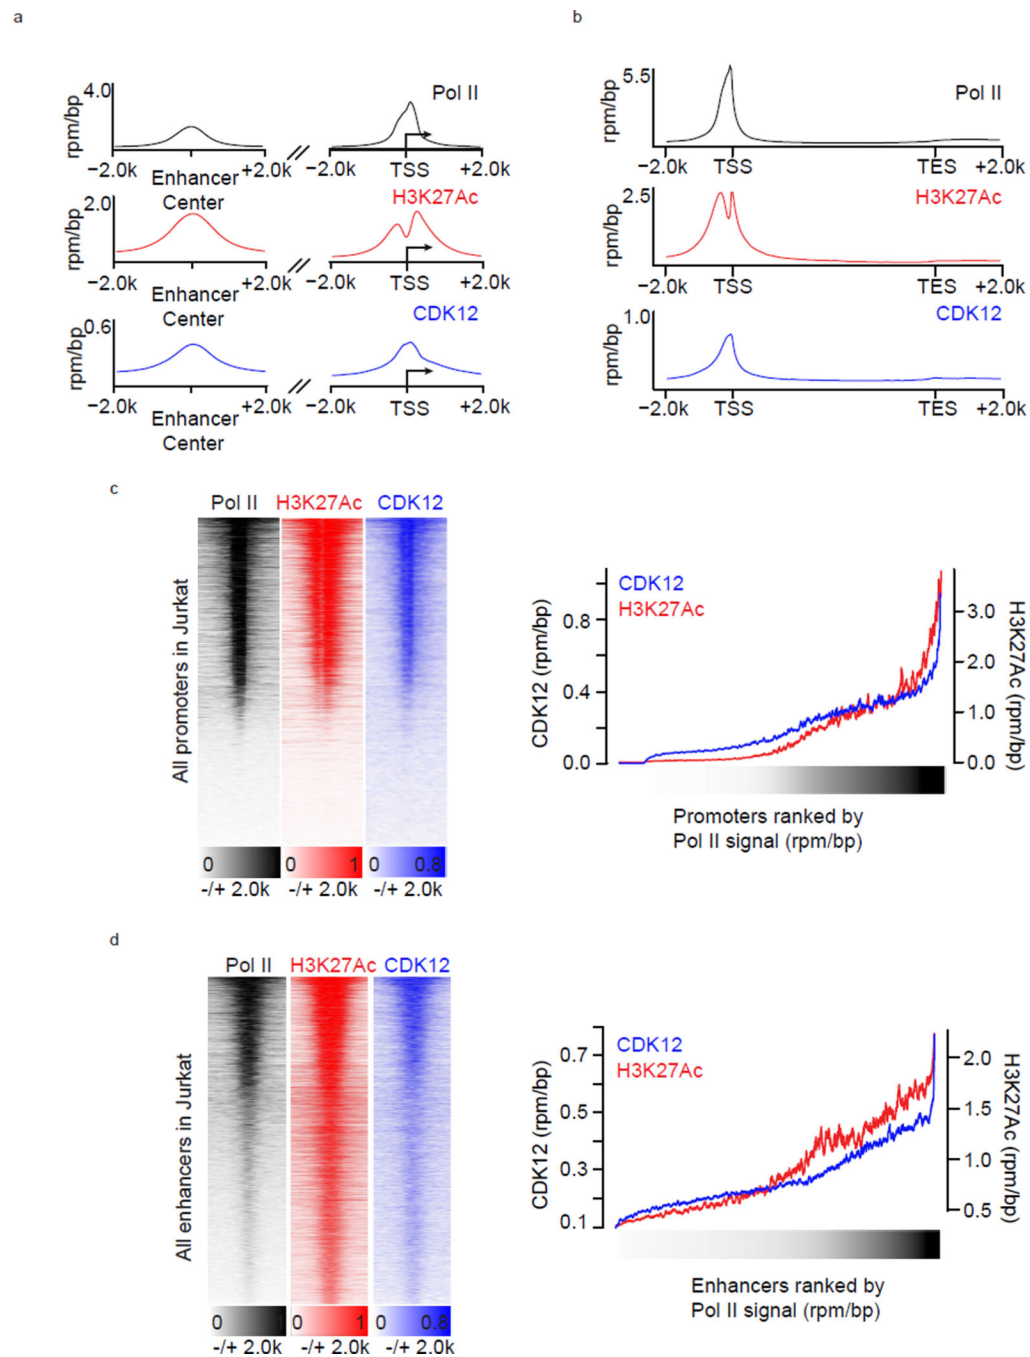 a
4.0
rpm/bp
Pol II
−2.0k
+2.0k
TSS
+2.0k
Enhancer
Center
2.0
rpm/bp
H3K27Ac
−2.0k
+2.0k
−2.0k
TSS
+2.0k
Enhancer
Center
0.6
rpm/bp
CDK12
−2.0k
+2.0k
−2.0k
TSS
+2.0k
Enhancer
Center
b
5.5
rpm/bp
Pol II
−2.0k
TSS
TES
+2.0k
2.5
rpm/bp
H3K27Ac
−2.0k
TSS
TES
+2.0k
1.0
rpm/bp
CDK12
−2.0k
TSS
TES
+2.0k
c
Pol II
H3K27Ac
CDK12
All promoters in Jurkat
0
0
1
0
0.8
-/+ 2.0k
-/+ 2.0k
-/+ 2.0k
CDK12
H3K27Ac
CDK12 (rpm/bp)
0.8
0.4
0.0
H3K27Ac (rpm/bp)
3.0
2.0
1.0
0.0
Promoters ranked by
Pol II signal (rpm/bp)
d
Pol II
H3K27Ac
CDK12
All enhancers in Jurkat
0
0
1
0
0.8
-/+ 2.0k
-/+ 2.0k
-/+ 2.0k
CDK12
H3K27Ac
CDK12 (rpm/bp)
0.7
0.5
0.3
0.1
H3K27Ac (rpm/bp)
2.0
1.5
1.0
0.5
Enhancers ranked by
Pol II signal (rpm/bp)